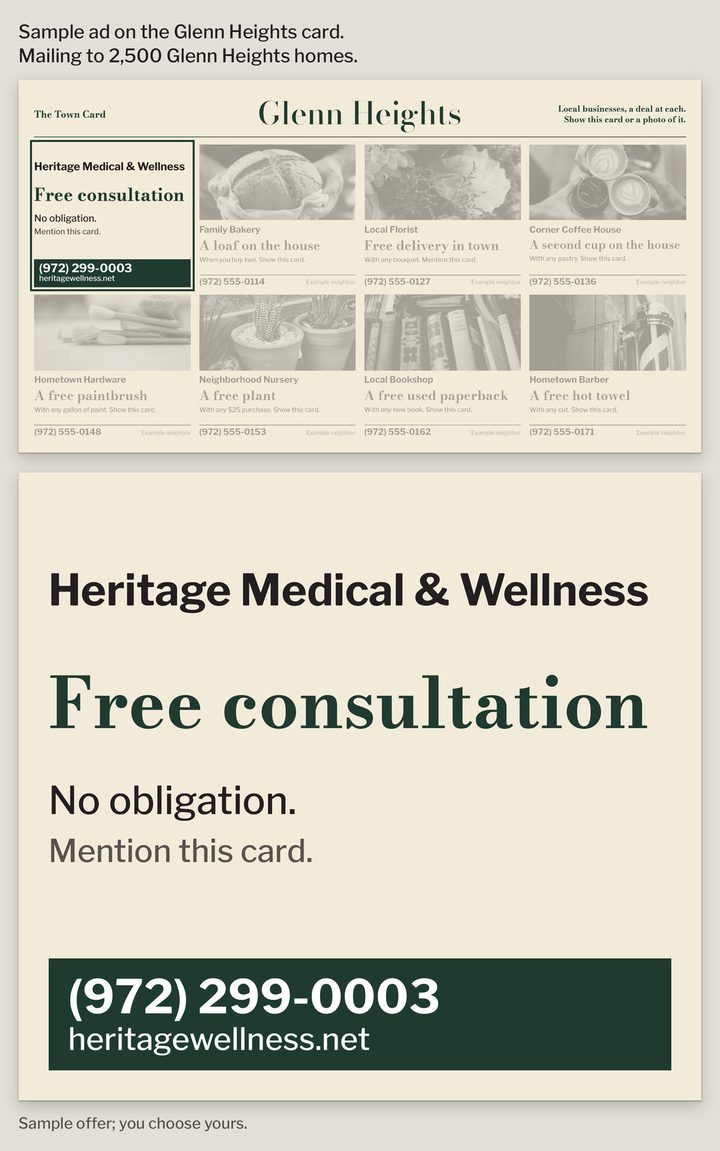 Sample ad on the Glenn Heights card.
Mailing to 2,500 Glenn Heights homes.
The Town Card
Glenn Heights
Local businesses, a deal at each.
Show this card or a photo of it.
Heritage Medical & Wellness
Free consultation
No obligation.
Mention this card.
(972) 299-0003
heritagewellness.net
Family Bakery
A loaf on the house
When you buy two. Show this card.
(972) 555-0114 Example neighbor
Local Florist
Free delivery in town
With any bouquet. Mention this card.
(972) 555-0127 Example neighbor
Corner Coffee House
A second cup on the house
With any pastry. Show this card.
(972) 555-0136 Example neighbor
Hometown Hardware
A free paintbrush
With any gallon of paint. Show this card.
(972) 555-0148 Example neighbor
Neighborhood Nursery
A free plant
With any $25 purchase. Show this card.
(972) 555-0153 Example neighbor
Local Bookshop
A free used paperback
With any new book. Show this card.
(972) 555-0162 Example neighbor
Hometown Barber
A free hot towel
With any cut. Show this card.
(972) 555-0171 Example neighbor
Heritage Medical & Wellness
Free consultation
No obligation.
Mention this card.
(972) 299-0003
heritagewellness.net
Sample offer; you choose yours.